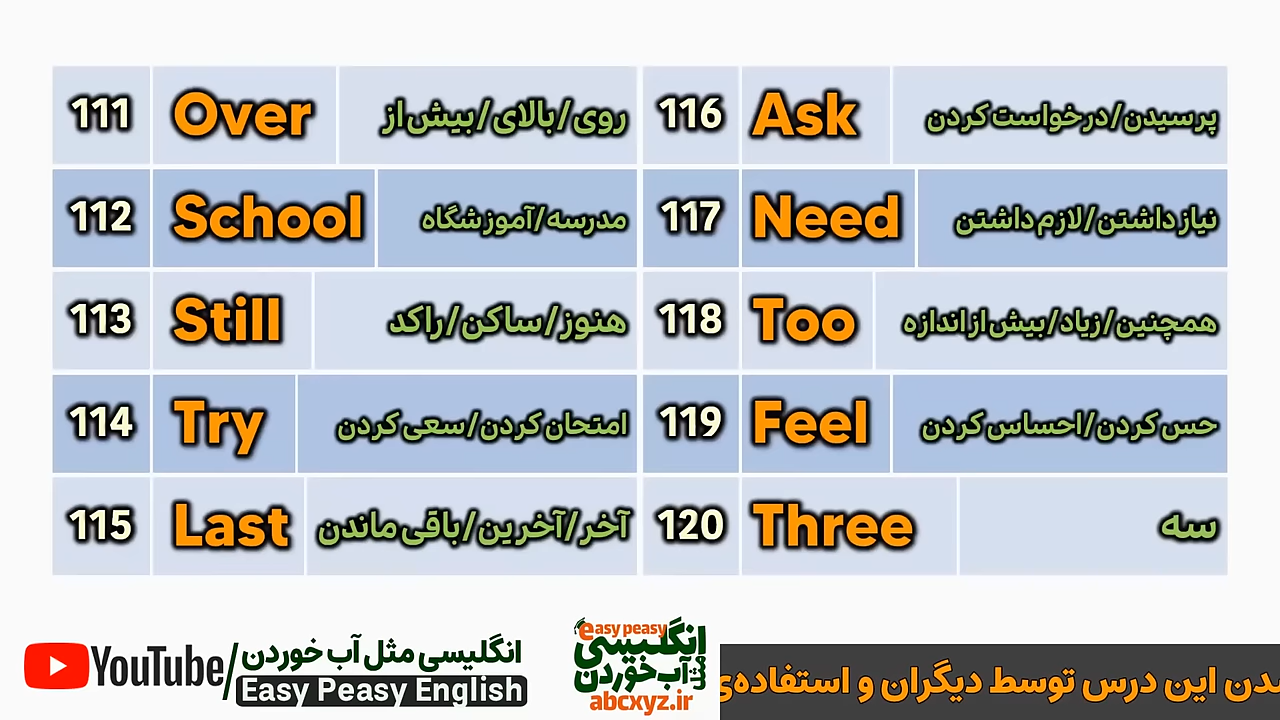 111 Over روی/بالای/بیش از
112 School مدرسه/آموزشگاه
113 Still هنوز/ساکن/راکد
114 Try امتحان کردن/سعی کردن
115 Last آخر/آخرین/باقی ماندن
116 Ask پرسیدن/درخواست کردن
117 Need نیاز داشتن/لازم داشتن
118 Too همچنین/زیاد/بیش از اندازه
119 Feel حس کردن/احساس کردن
120 Three سه
YouTube/انگلیسی مثل آب خوردن
Easy Peasy English
easy peasy
انگلیسی
مثل آب خوردن
abcxyz.ir
این درس توسط دیگران و استفاده‌ی